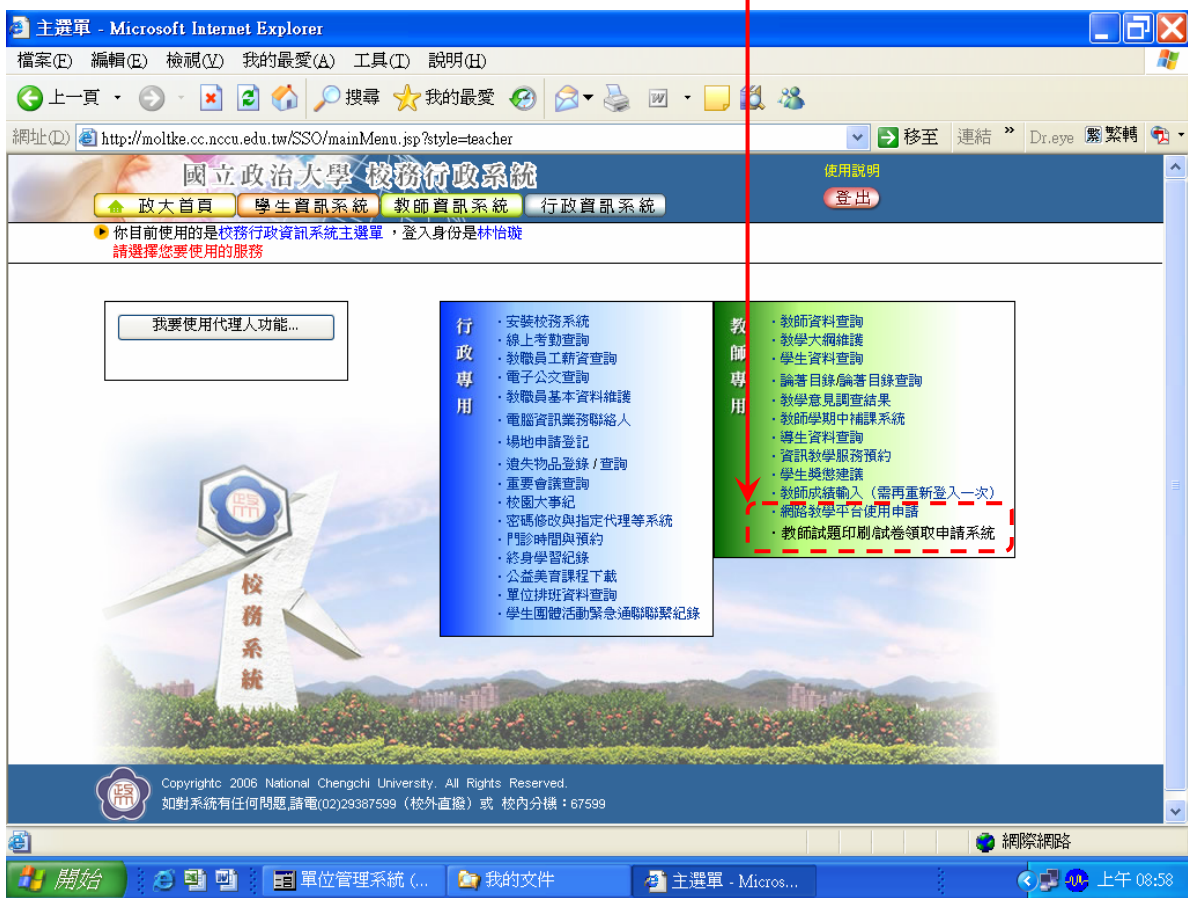 主選單 - Microsoft Internet Explorer
檔案(F) 編輯(E) 檢視(V) 我的最愛(A) 工具(T) 說明(H)
上一頁 搜尋 我的最愛
網址(D) http://moltke.cc.nccu.edu.tw/SSO/mainMenu.jsp?style=teacher 移至 連結 » Dr.eye 繁轉
國立政治大學 校務行政系統
使用說明
登出
政大首頁 學生資訊系統 教師資訊系統 行政資訊系統
你目前使用的是校務行政資訊系統主選單，登入身份是林怡璇
請選擇您要使用的服務
我要使用代理人功能...
行政專用
‧安裝校務系統
‧線上考勤查詢
‧教職員工薪資查詢
‧電子公文查詢
‧教職員基本資料維護
‧電腦資訊業務聯絡人
‧場地申請登記
‧遺失物品登錄 / 查詢
‧重要會議查詢
‧校園大事紀
‧密碼修改與指定代理等系統
‧門診時間與預約
‧終身學習紀錄
‧公益美育課程下載
‧單位排班資料查詢
‧學生團體活動緊急通聯聯繫紀錄
教師專用
‧教師資料查詢
‧教學大綱維護
‧學生資料查詢
‧論著目錄/論著目錄查詢
‧教學意見調查結果
‧教師學期中補課系統
‧導生資料查詢
‧資訊教學服務預約
‧學生獎懲建議
‧教師成績輸入（需再重新登入一次）
‧網路教學平台使用申請
‧教師試題印刷/試卷領取申請系統
校務系統
Copyrightc 2006 National Chengchi University. All Rights Reserved.
如對系統有任何問題,請電(02)29387599（校外直撥）或 校內分機：67599
網際網路
開始 單位管理系統 (... 我的文件 主選單 - Micros... 上午 08:58